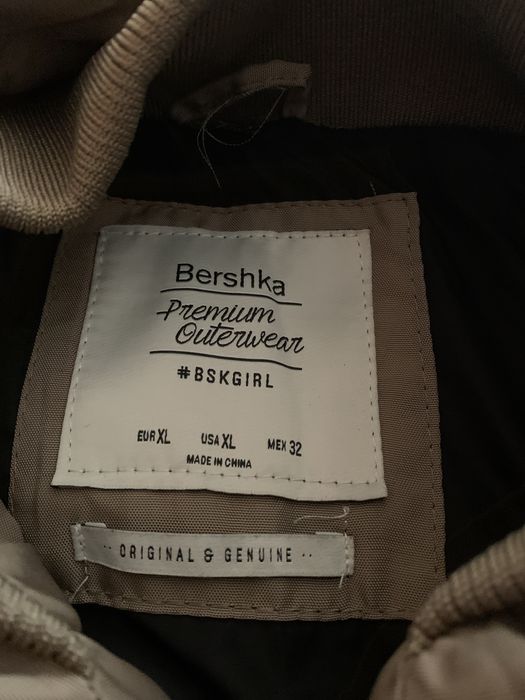 Bershka
Premium
Outerwear
#BSKGIRL
EUR XL USA XL MEX 32
MADE IN CHINA
·· ORIGINAL & GENUINE ··